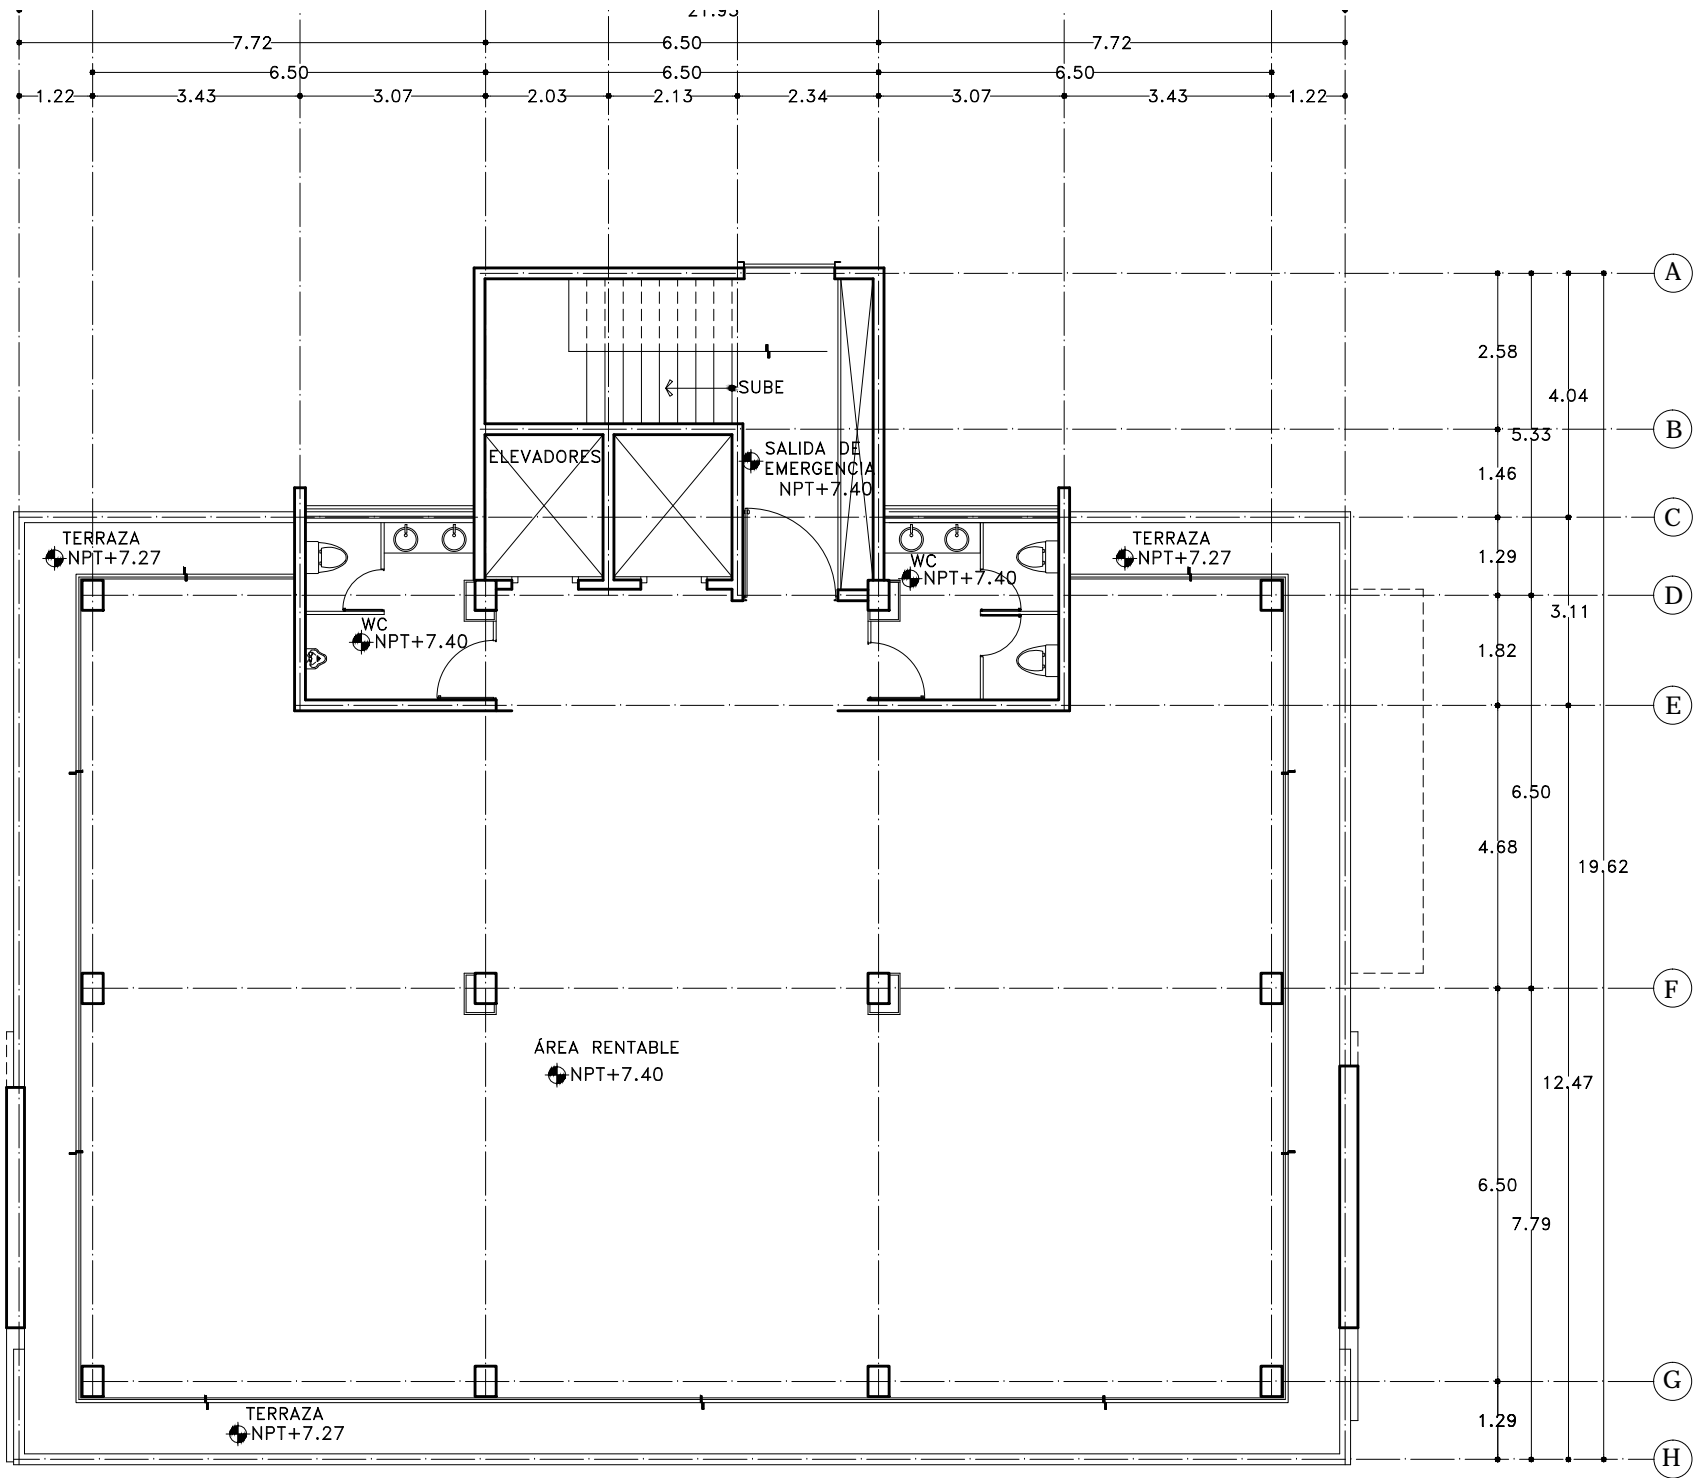 21.93
7.72 6.50 7.72
6.50 6.50 6.50
1.22 3.43 3.07 2.03 2.13 2.34 3.07 3.43 1.22
A
2.58
SUBE
4.04
B
5.33
SALIDA DE
ELEVADORES
EMERGENCIA
1.46
NPT+7.40
C
TERRAZA
NPT+7.27
TERRAZA
NPT+7.27
1.29
WC
NPT+7.40
D
3.11
WC
NPT+7.40
1.82
E
6.50
4.68
19.62
F
ÁREA RENTABLE
NPT+7.40
12.47
6.50
7.79
G
TERRAZA
NPT+7.27
1.29
H